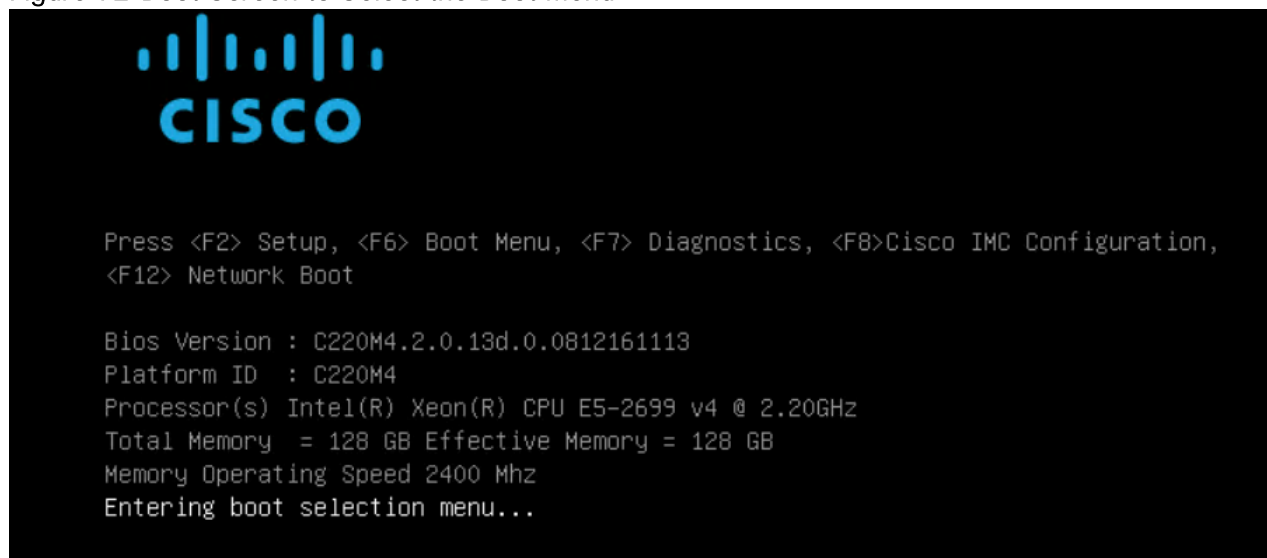 CISCO
Press <F2> Setup, <F6> Boot Menu, <F7> Diagnostics, <F8>Cisco IMC Configuration,
<F12> Network Boot
Bios Version : C220M4.2.0.13d.0.0812161113
Platform ID : C220M4
Processor(s) Intel(R) Xeon(R) CPU E5-2699 v4 @ 2.20GHz
Total Memory = 128 GB Effective Memory = 128 GB
Memory Operating Speed 2400 Mhz
Entering boot selection menu...